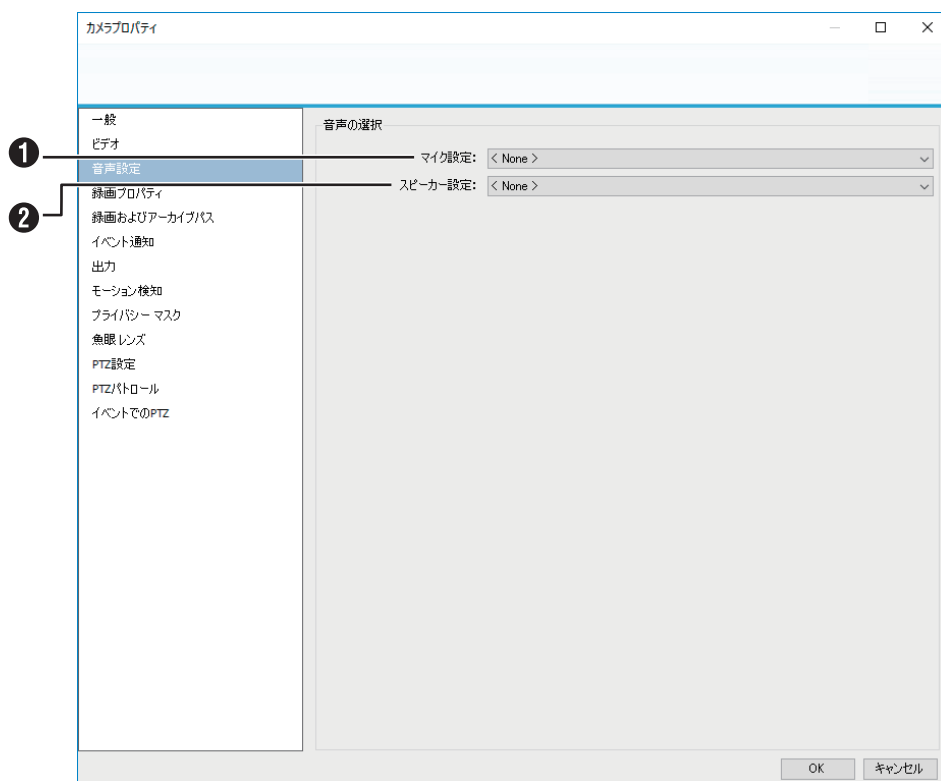 カメラプロパティ
一般
ビデオ
音声設定
録画プロパティ
録画およびアーカイブパス
イベント通知
出力
モーション検知
プライバシー マスク
魚眼レンズ
PTZ設定
PTZパトロール
イベントでのPTZ
音声の選択
❶ マイク設定: < None >
❷ スピーカー設定: < None >
OK キャンセル